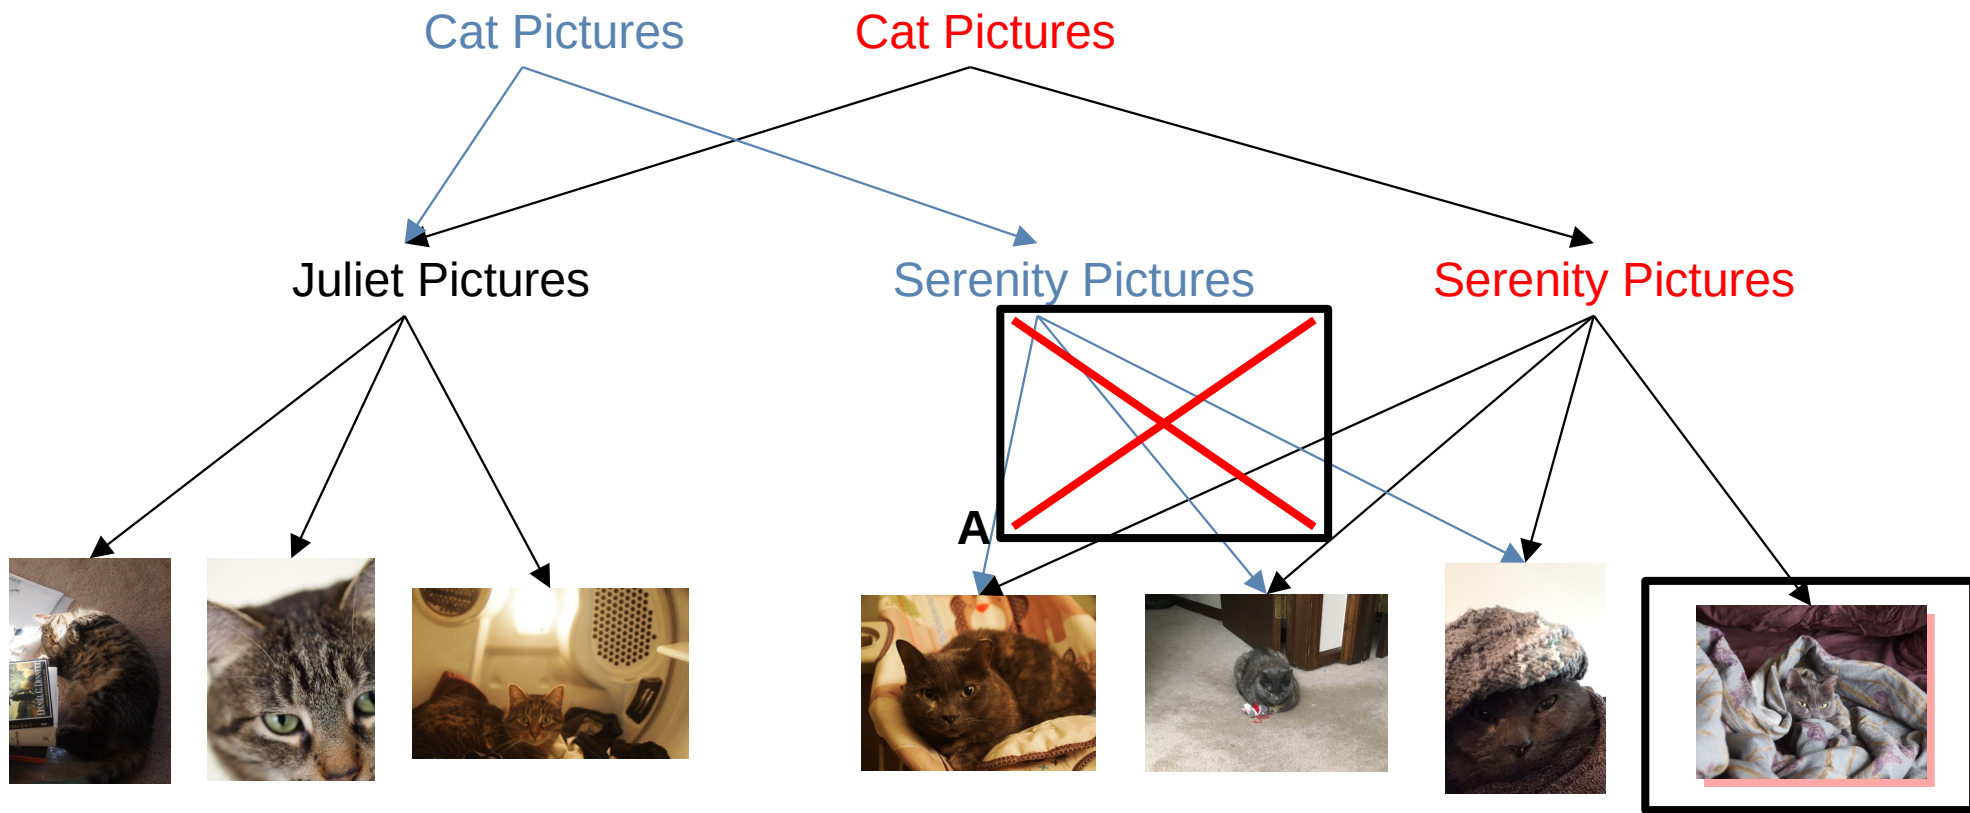 Cat Pictures
Cat Pictures
Juliet Pictures
Serenity Pictures
Serenity Pictures
A